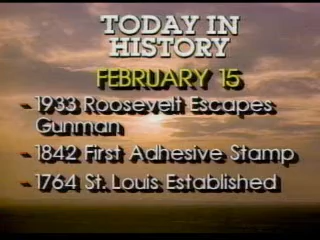 TODAY IN
HISTORY
FEBRUARY 15
- 1933 Roosevelt Escapes
Gunman
- 1842 First Adhesive Stamp
- 1764 St. Louis Established